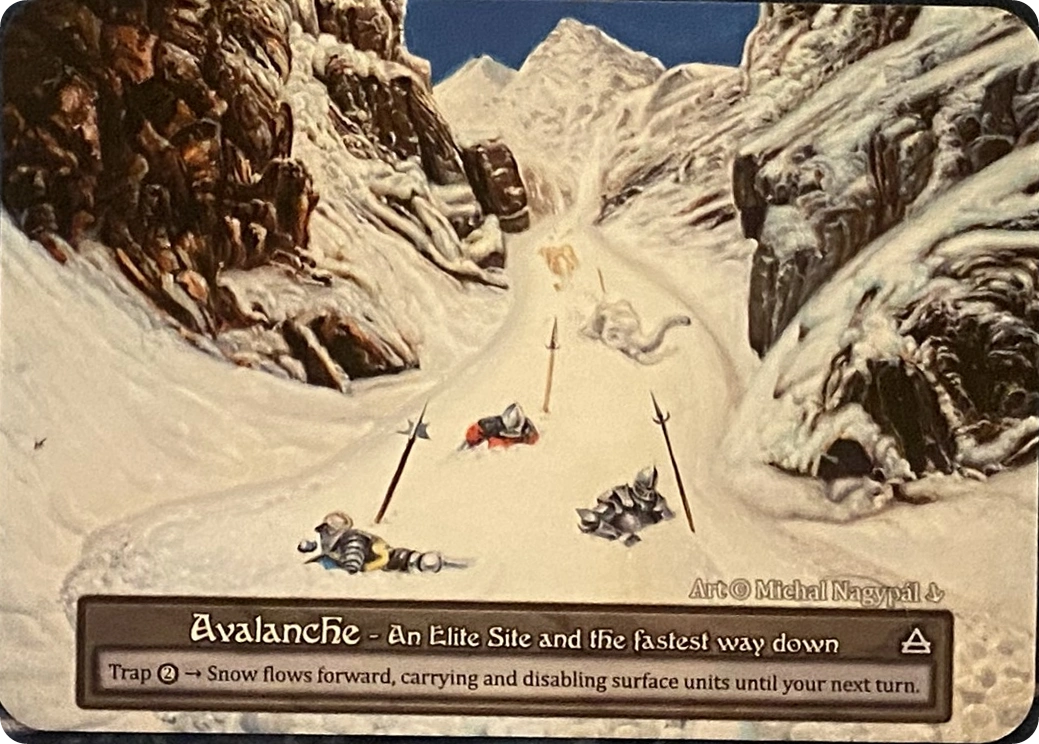 Art © Michal Nagypál
Avalanche - An Elite Site and the fastest way down
Trap ② → Snow flows forward, carrying and disabling surface units until your next turn.